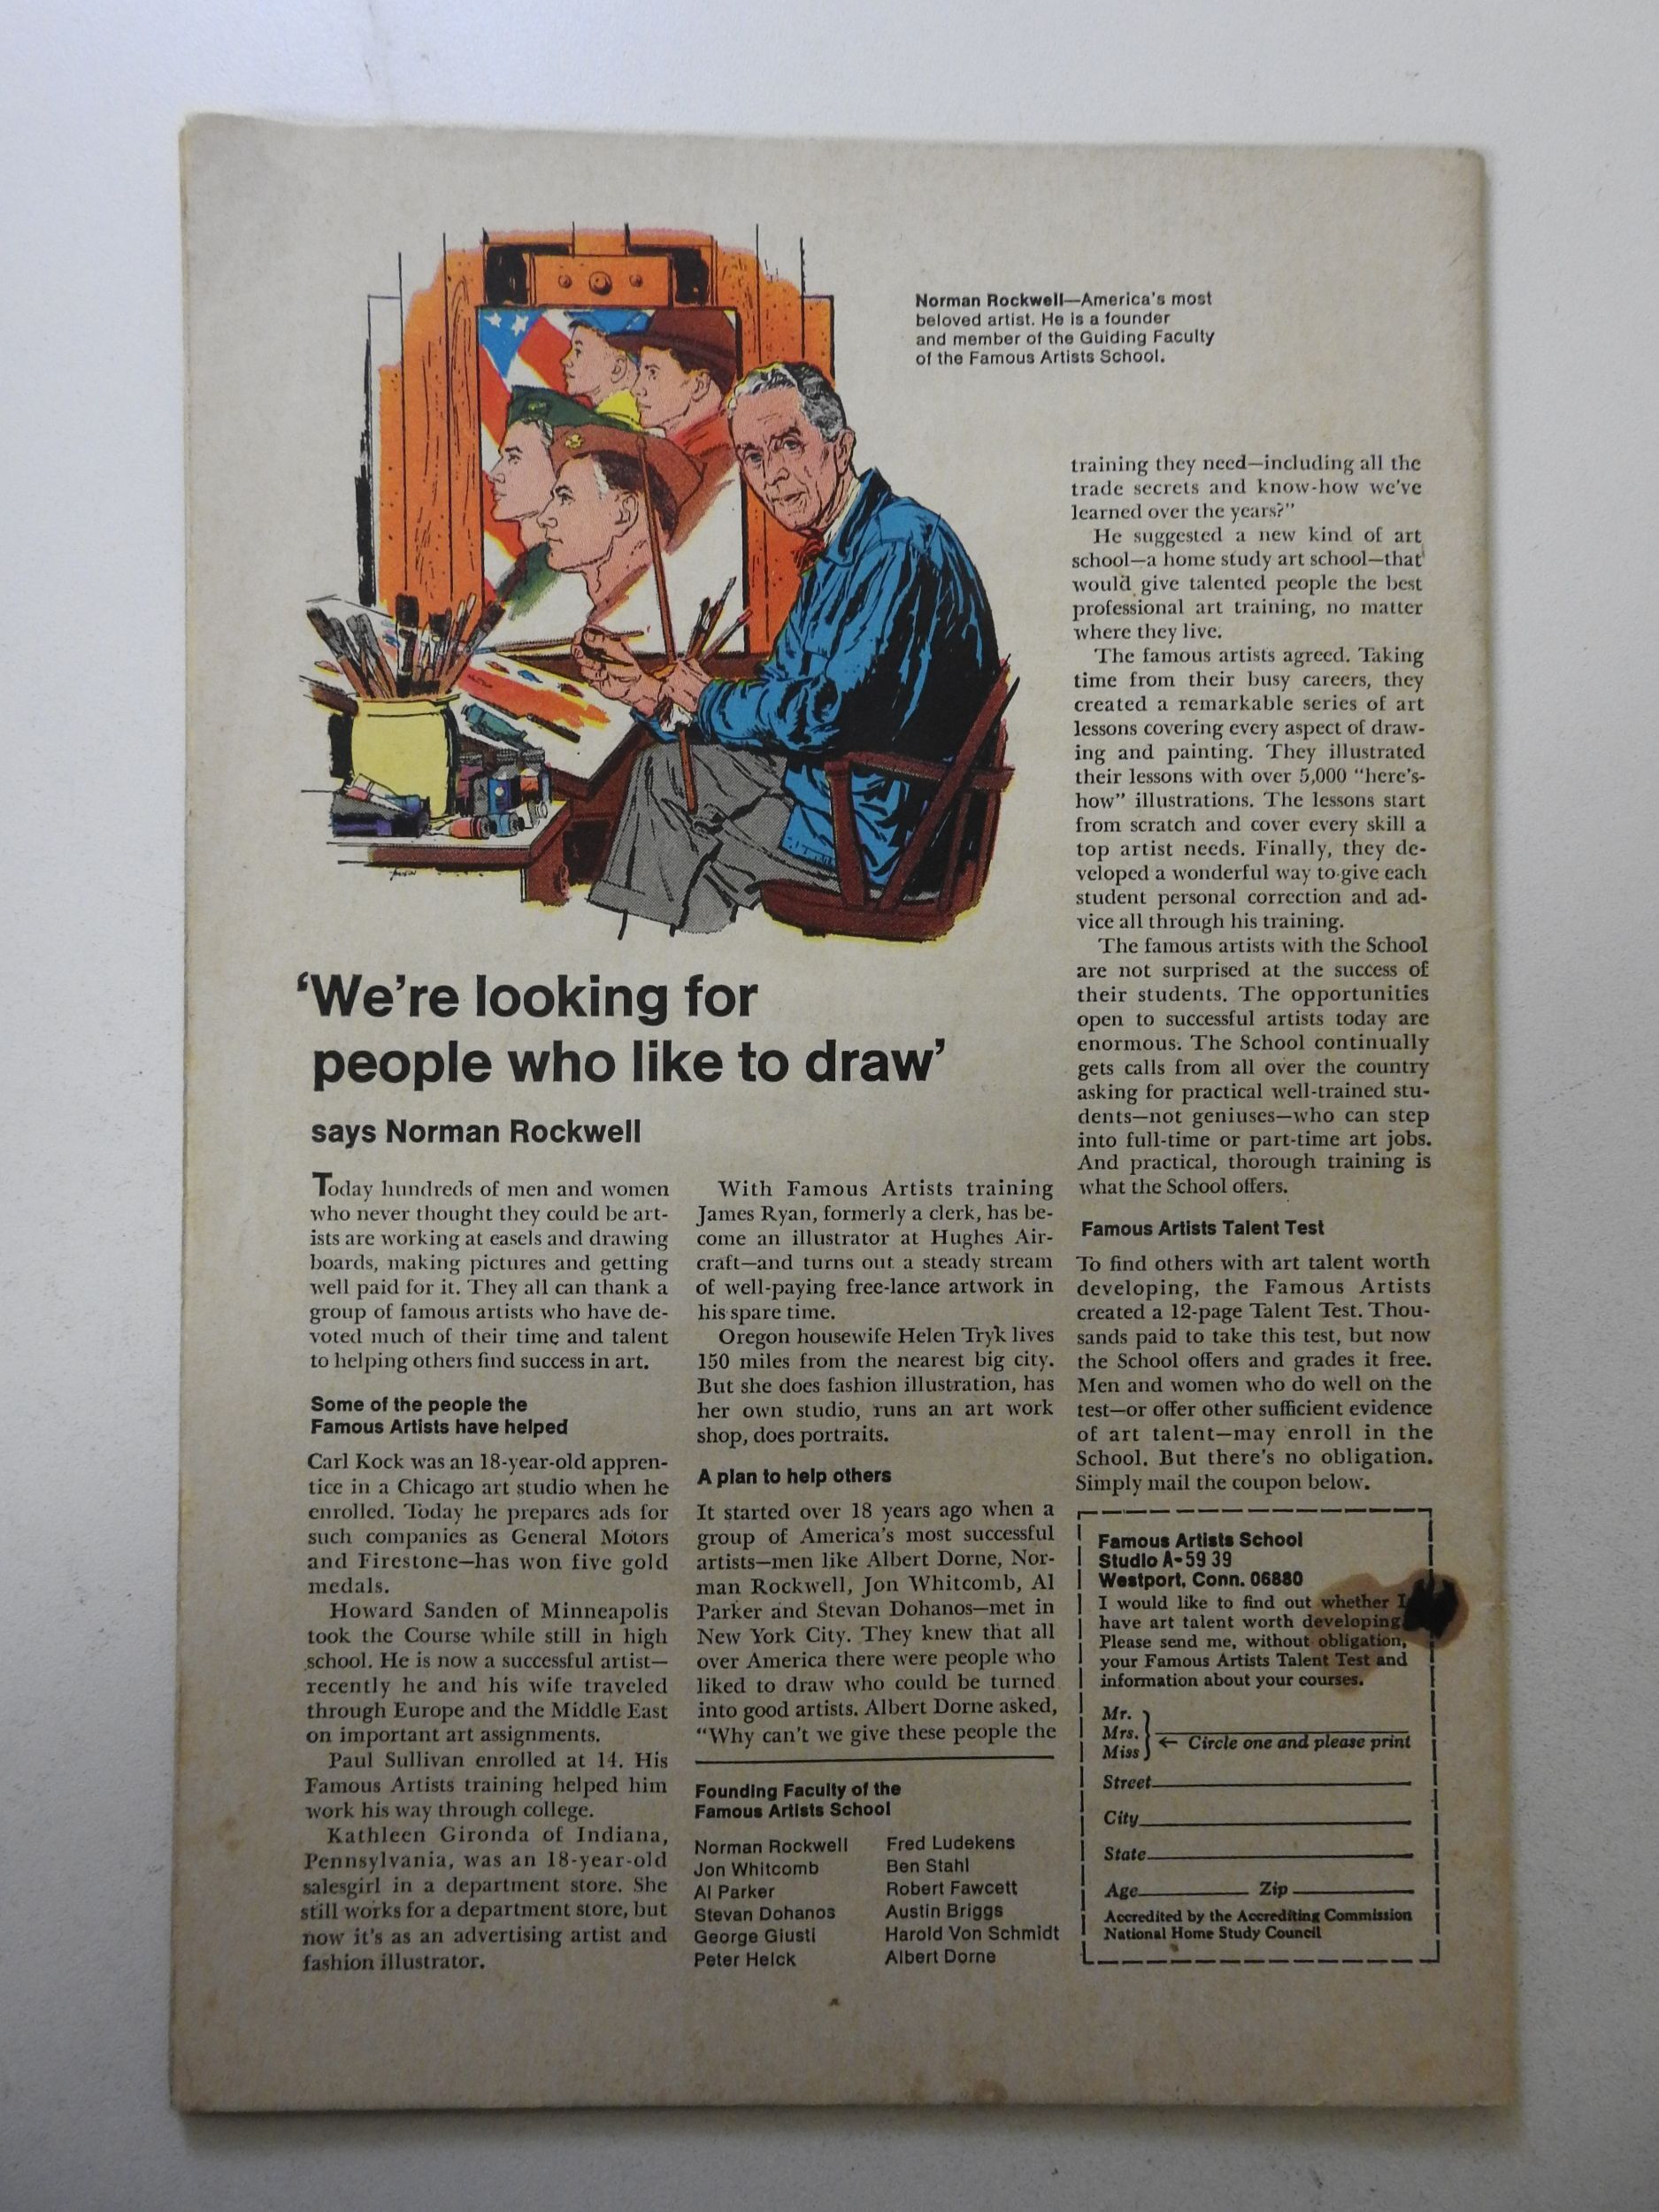 Norman Rockwell—America's most
beloved artist. He is a founder
and member of the Guiding Faculty
of the Famous Artists School.
'We're looking for
people who like to draw'
says Norman Rockwell
Today hundreds of men and women
who never thought they could be art-
ists are working at easels and drawing
boards, making pictures and getting
well paid for it. They all can thank a
group of famous artists who have de-
voted much of their time and talent
to helping others find success in art.
Some of the people the
Famous Artists have helped
Carl Kock was an 18-year-old appren-
tice in a Chicago art studio when he
enrolled. Today he prepares ads for
such companies as General Motors
and Firestone—has won five gold
medals.
Howard Sanden of Minneapolis
took the Course while still in high
school. He is now a successful artist—
recently he and his wife traveled
through Europe and the Middle East
on important art assignments.
Paul Sullivan enrolled at 14. His
Famous Artists training helped him
work his way through college.
Kathleen Gironda of Indiana,
Pennsylvania, was an 18-year-old
salesgirl in a department store. She
still works for a department store, but
now it's as an advertising artist and
fashion illustrator.
With Famous Artists training
James Ryan, formerly a clerk, has be-
come an illustrator at Hughes Air-
craft—and turns out a steady stream
of well-paying free-lance artwork in
his spare time.
Oregon housewife Helen Tryk lives
150 miles from the nearest big city.
But she does fashion illustration, has
her own studio, runs an art work
shop, does portraits.
A plan to help others
It started over 18 years ago when a
group of America's most successful
artists—men like Albert Dorne, Nor-
man Rockwell, Jon Whitcomb, Al
Parker and Stevan Dohanos—met in
New York City. They knew that all
over America there were people who
liked to draw who could be turned
into good artists. Albert Dorne asked,
"Why can't we give these people the
training they need—including all the
trade secrets and know-how we've
learned over the years?"
He suggested a new kind of art
school—a home study art school—that
would give talented people the best
professional art training, no matter
where they live.
The famous artists agreed. Taking
time from their busy careers, they
created a remarkable series of art
lessons covering every aspect of draw-
ing and painting. They illustrated
their lessons with over 5,000 "here's-
how" illustrations. The lessons start
from scratch and cover every skill a
top artist needs. Finally, they de-
veloped a wonderful way to give each
student personal correction and ad-
vice all through his training.
The famous artists with the School
are not surprised at the success of
their students. The opportunities
open to successful artists today are
enormous. The School continually
gets calls from all over the country
asking for practical well-trained stu-
dents—not geniuses—who can step
into full-time or part-time art jobs.
And practical, thorough training is
what the School offers.
Famous Artists Talent Test
To find others with art talent worth
developing, the Famous Artists
created a 12-page Talent Test. Thou-
sands paid to take this test, but now
the School offers and grades it free.
Men and women who do well on the
test—or offer other sufficient evidence
of art talent—may enroll in the
School. But there's no obligation.
Simply mail the coupon below.
Founding Faculty of the
Famous Artists School
Norman Rockwell
Jon Whitcomb
Al Parker
Stevan Dohanos
George Giusti
Peter Helck
Fred Ludekens
Ben Stahl
Robert Fawcett
Austin Briggs
Harold Von Schmidt
Albert Dorne
Famous Artists School
Studio A-59 39
Westport, Conn. 06880
I would like to find out whether I
have art talent worth developing.
Please send me, without obligation,
your Famous Artists Talent Test and
information about your courses.
Mr.
Mrs.
Miss
← Circle one and please print
Street
City
State
Age Zip
Accredited by the Accrediting Commission
National Home Study Council